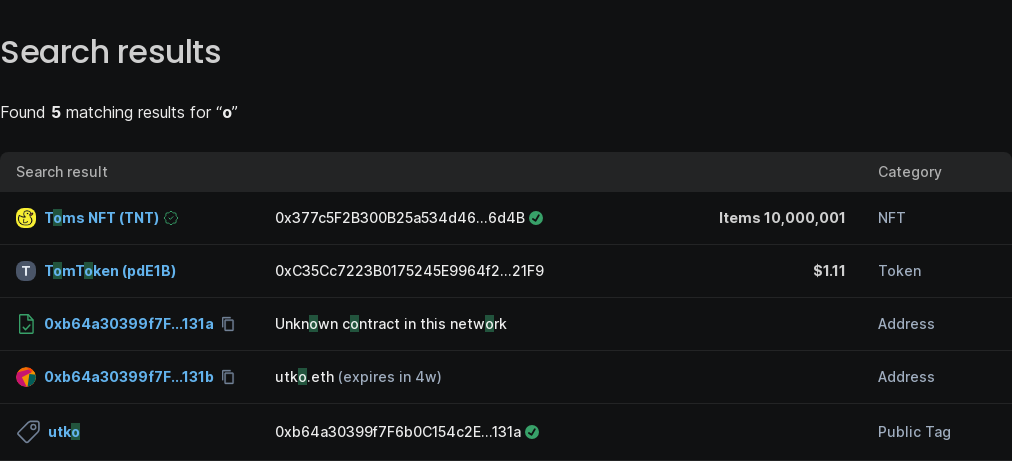 Search results
Found 5 matching results for “o”
Search result Category
Toms NFT (TNT) 0x377c5F2B300B25a534d46...6d4B Items 10,000,001 NFT
T TomToken (pdE1B) 0xC35Cc7223B0175245E9964f2...21F9 $1.11 Token
0xb64a30399f7F...131a Unknown contract in this network Address
0xb64a30399f7F...131b utko.eth (expires in 4w) Address
utko 0xb64a30399f7F6b0C154c2E...131a Public Tag